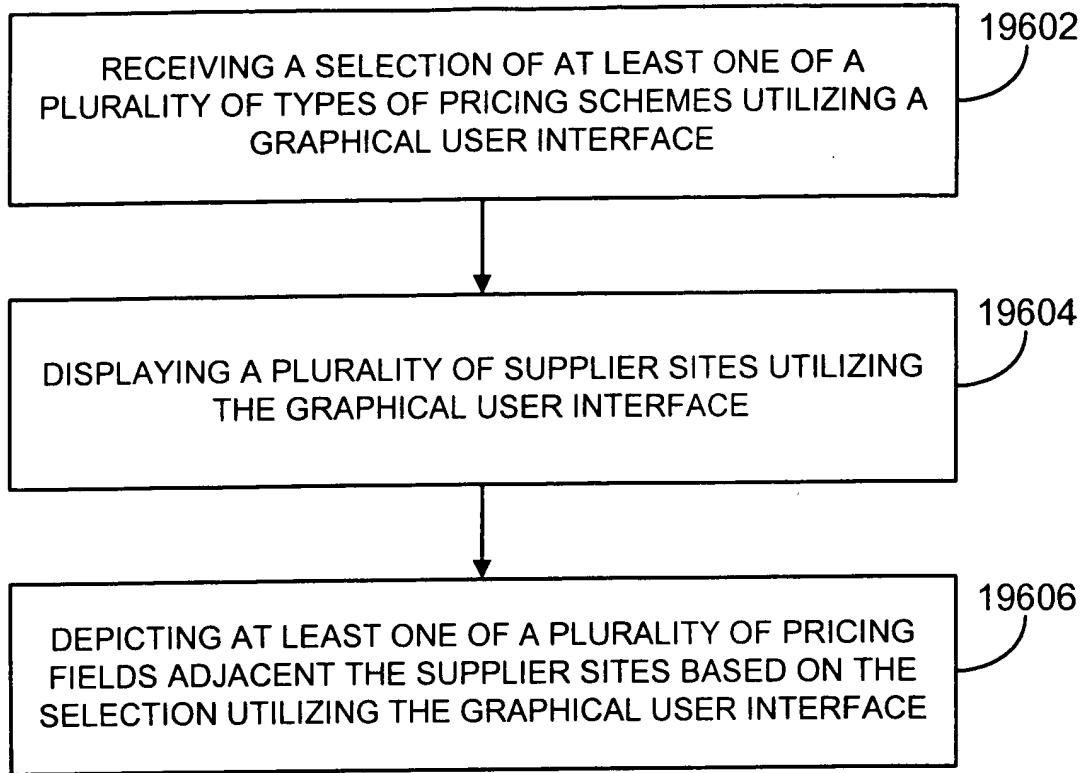 19602
RECEIVING A SELECTION OF AT LEAST ONE OF A
PLURALITY OF TYPES OF PRICING SCHEMES UTILIZING A
GRAPHICAL USER INTERFACE
19604
DISPLAYING A PLURALITY OF SUPPLIER SITES UTILIZING
THE GRAPHICAL USER INTERFACE
19606
DEPICTING AT LEAST ONE OF A PLURALITY OF PRICING
FIELDS ADJACENT THE SUPPLIER SITES BASED ON THE
SELECTION UTILIZING THE GRAPHICAL USER INTERFACE